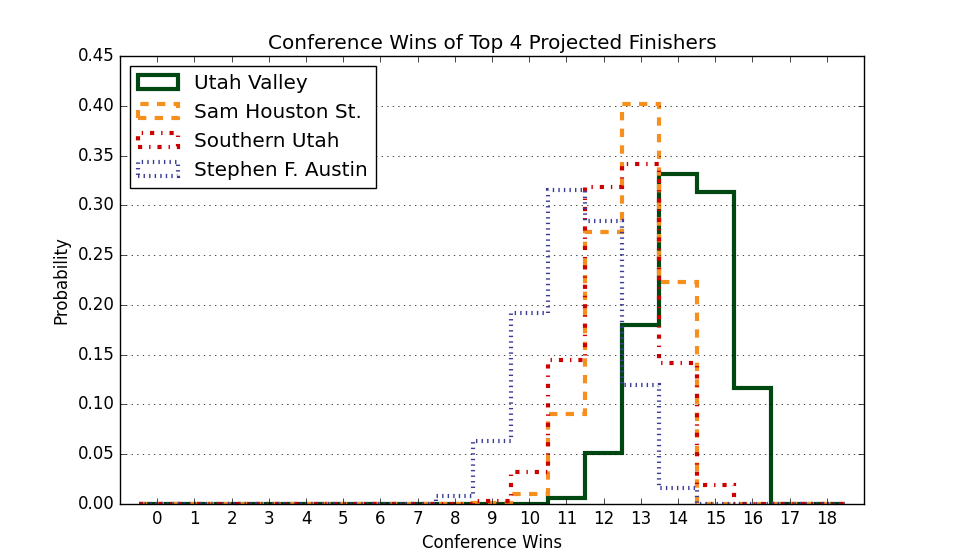 Conference Wins of Top 4 Projected Finishers
0.45
0.40
0.35
0.30
0.25
0.20
0.15
0.10
0.05
0.00
Probability
Utah Valley
Sam Houston St.
Southern Utah
Stephen F. Austin
0 1 2 3 4 5 6 7 8 9 10 11 12 13 14 15 16 17 18
Conference Wins